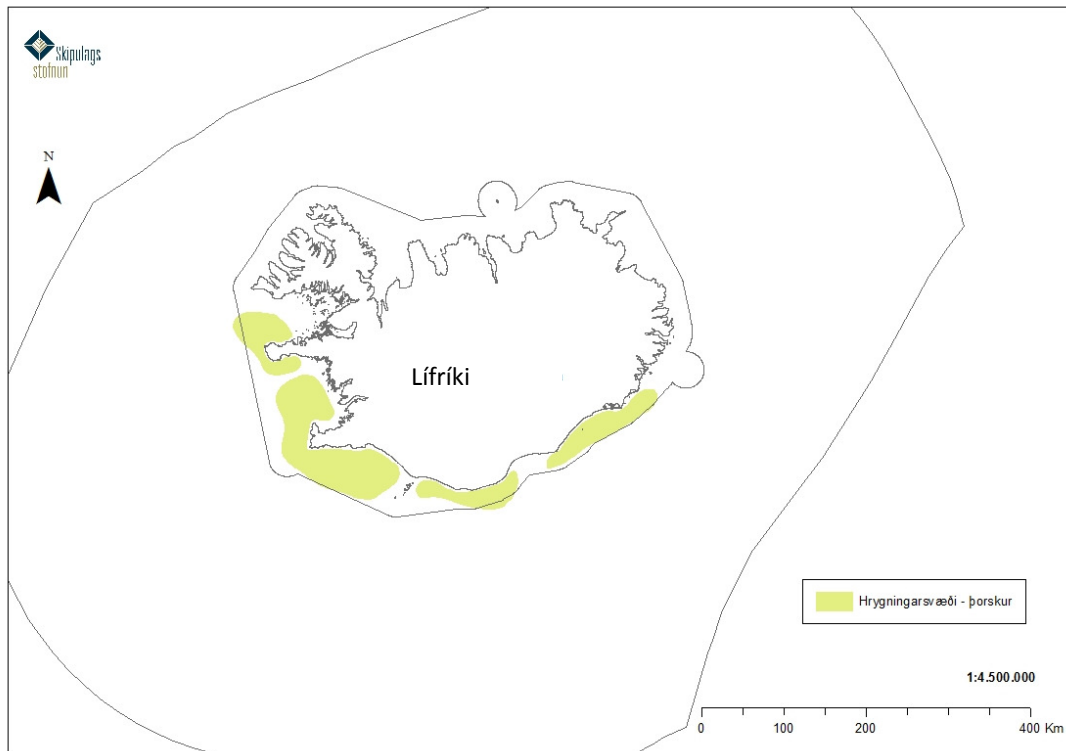 Skipulags
stofnun
N
Lífríki
Hrygningarsvæði - þorskur
1:4.500.000
0 100 200 400 Km